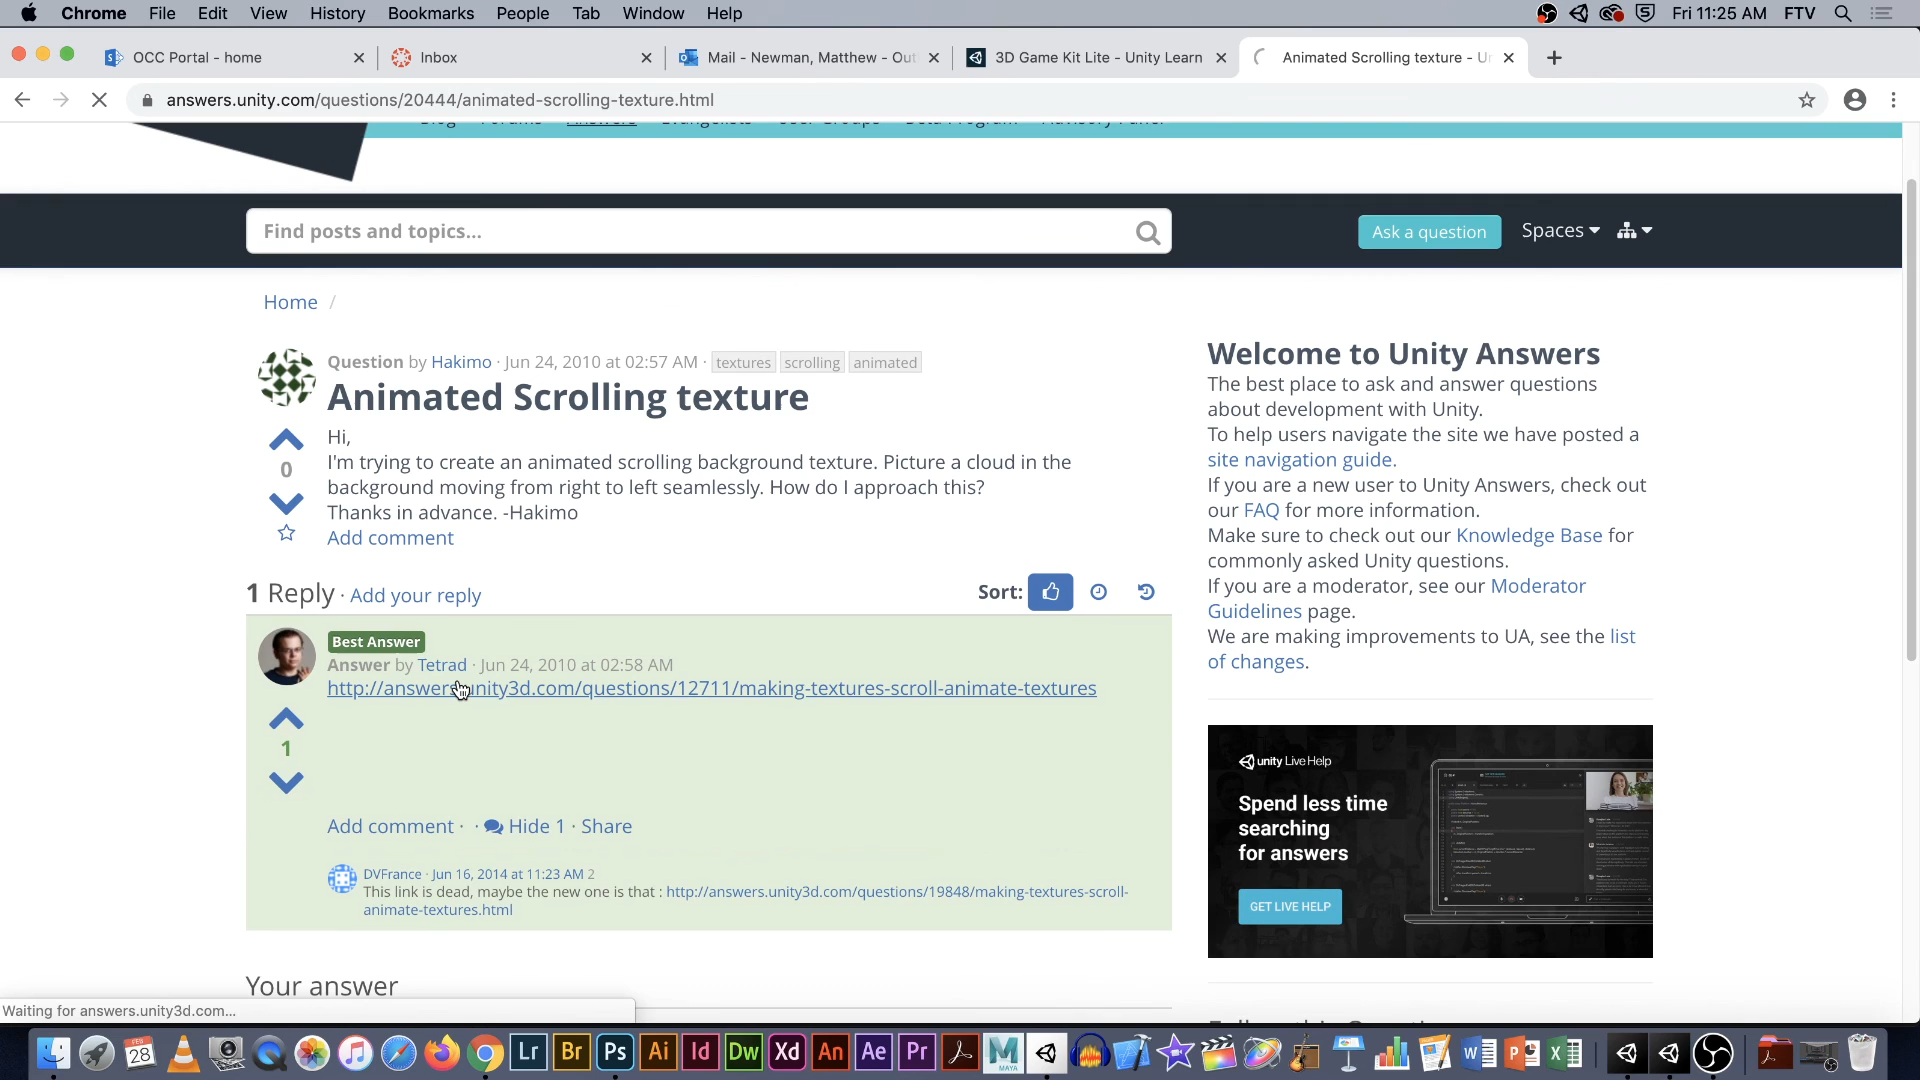 Chrome File Edit View History Bookmarks People Tab Window Help Fri 11:25 AM FTV
OCC Portal - home Inbox Mail - Newman, Matthew - Out 3D Game Kit Lite - Unity Learn Animated Scrolling texture - Un
answers.unity.com/questions/20444/animated-scrolling-texture.html
Find posts and topics...
Ask a question Spaces
Home /
Question by Hakimo · Jun 24, 2010 at 02:57 AM · textures scrolling animated
Animated Scrolling texture
Hi,
I'm trying to create an animated scrolling background texture. Picture a cloud in the
background moving from right to left seamlessly. How do I approach this?
Thanks in advance. -Hakimo
0
Add comment
1 Reply · Add your reply
Sort:
Best Answer
Answer by Tetrad · Jun 24, 2010 at 02:58 AM
http://answers.unity3d.com/questions/12711/making-textures-scroll-animate-textures
1
Add comment · · Hide 1 · Share
DVFrance · Jun 16, 2014 at 11:23 AM 2
This link is dead, maybe the new one is that : http://answers.unity3d.com/questions/19848/making-textures-scroll-
animate-textures.html
Your answer
Welcome to Unity Answers
The best place to ask and answer questions
about development with Unity.
To help users navigate the site we have posted a
site navigation guide.
If you are a new user to Unity Answers, check out
our FAQ for more information.
Make sure to check out our Knowledge Base for
commonly asked Unity questions.
If you are a moderator, see our Moderator
Guidelines page.
We are making improvements to UA, see the list
of changes.
unity Live Help
Spend less time
searching
for answers
GET LIVE HELP
Waiting for answers.unity3d.com...
FEB
28
Lr Br Ps Ai Id Dw Xd An Ae Pr
MAYA